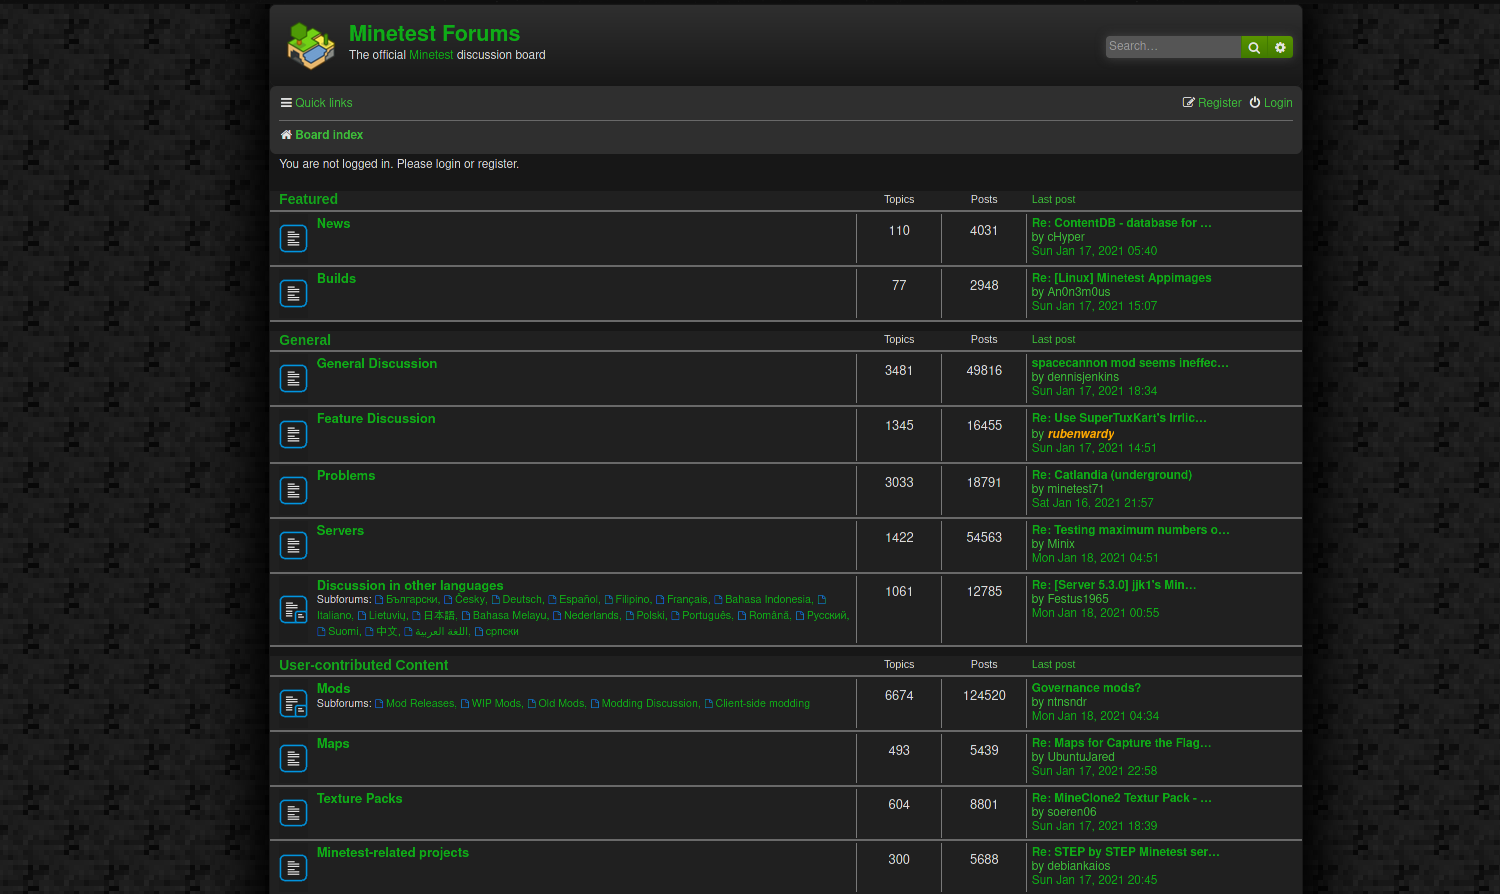 Minetest Forums
The official Minetest discussion board
Search…
Quick links
Register Login
Board index
You are not logged in. Please login or register.
Featured Topics Posts Last post
News 110 4031 Re: ContentDB - database for …
by cHyper
Sun Jan 17, 2021 05:40
Builds 77 2948 Re: [Linux] Minetest Appimages
by An0n3m0us
Sun Jan 17, 2021 15:07
General Topics Posts Last post
General Discussion 3481 49816 spacecannon mod seems ineffec…
by dennisjenkins
Sun Jan 17, 2021 18:34
Feature Discussion 1345 16455 Re: Use SuperTuxKart's Irrlic…
by rubenwardy
Sun Jan 17, 2021 14:51
Problems 3033 18791 Re: Catlandia (underground)
by minetest71
Sat Jan 16, 2021 21:57
Servers 1422 54563 Re: Testing maximum numbers o…
by Minix
Mon Jan 18, 2021 04:51
Discussion in other languages 1061 12785 Re: [Server 5.3.0] jjk1's Min…
Subforums: Български, Česky, Deutsch, Español, Filipino, Français, Bahasa Indonesia, by Festus1965
Italiano, Lietuvių, 日本語, Bahasa Melayu, Nederlands, Polski, Português, Română, Русский, Mon Jan 18, 2021 00:55
Suomi, 中文, اللغة العربية, српски
User-contributed Content Topics Posts Last post
Mods 6674 124520 Governance mods?
Subforums: Mod Releases, WIP Mods, Old Mods, Modding Discussion, Client-side modding by ntnsndr
Mon Jan 18, 2021 04:34
Maps 493 5439 Re: Maps for Capture the Flag…
by UbuntuJared
Sun Jan 17, 2021 22:58
Texture Packs 604 8801 Re: MineClone2 Textur Pack - …
by soeren06
Sun Jan 17, 2021 18:39
Minetest-related projects 300 5688 Re: STEP by STEP Minetest ser…
by debiankaios
Sun Jan 17, 2021 20:45